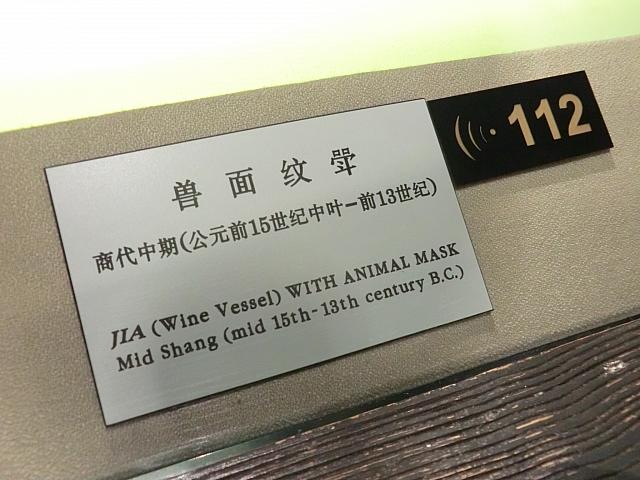 兽面纹斝
商代中期(公元前15世纪中叶-前13世纪)
JIA (Wine Vessel) WITH ANIMAL MASK
Mid Shang (mid 15th-13th century B.C.)
112